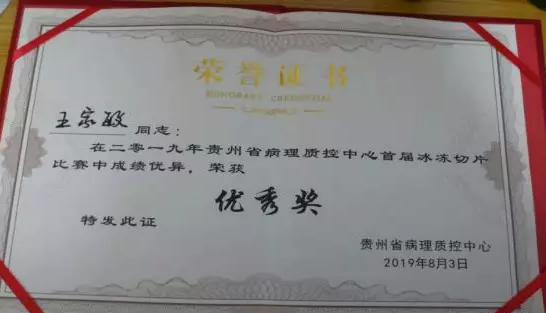 荣誉证书
HONORARY CREDENTIAL
王家敏 同志：
在二零一九年贵州省病理质控中心首届冰冻切片
比赛中成绩优异，荣获
优秀奖
特发此证
贵州省病理质控中心
2019年8月3日